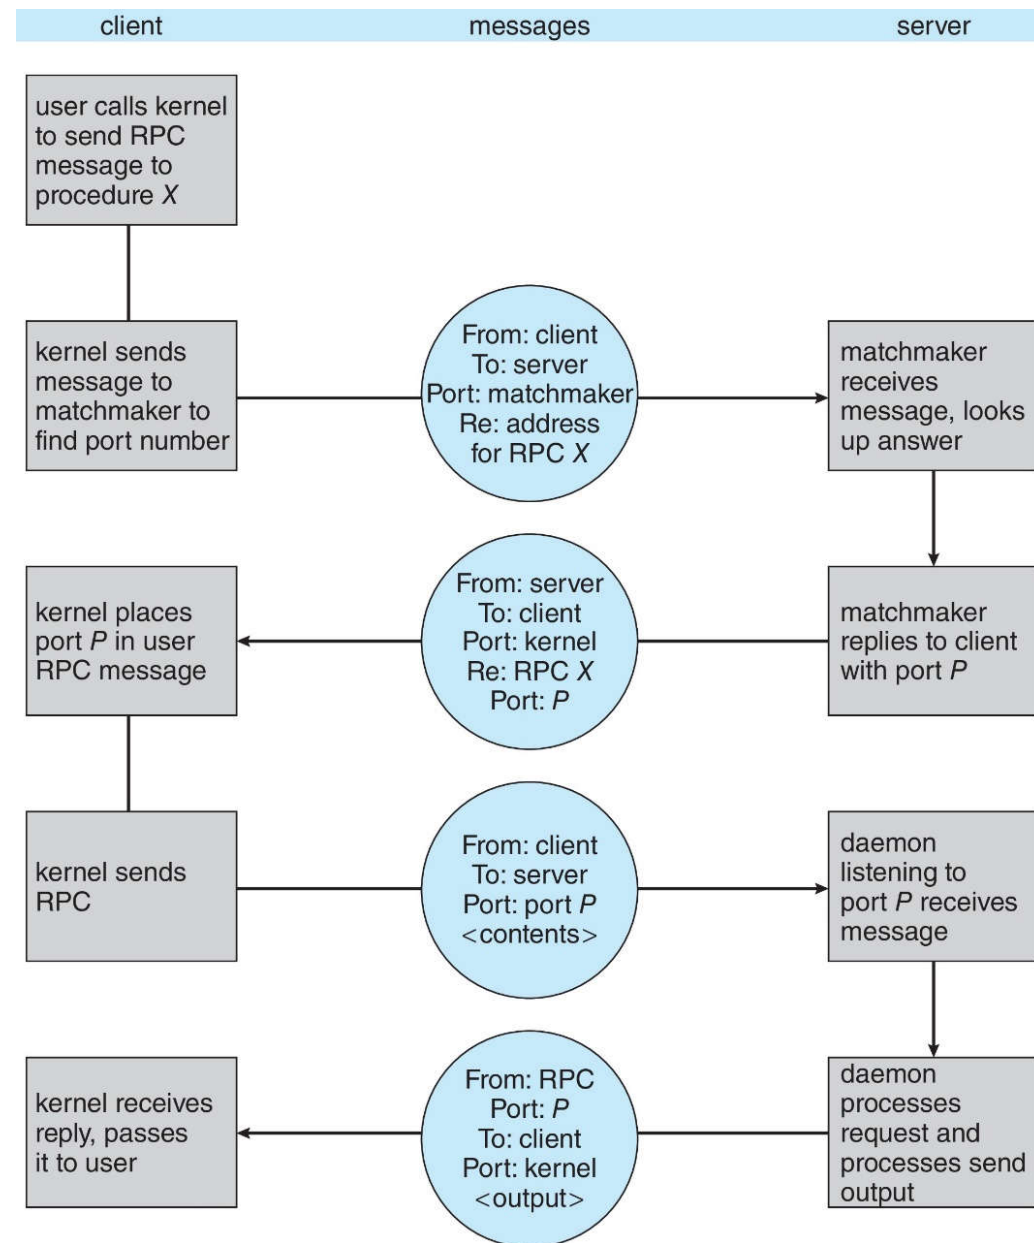 client
messages
server
user calls kernel
to send RPC
message to
procedure X
kernel sends
message to
matchmaker to
find port number
From: client
To: server
Port: matchmaker
Re: address
for RPC X
matchmaker
receives
message, looks
up answer
kernel places
port P in user
RPC message
From: server
To: client
Port: kernel
Re: RPC X
Port: P
matchmaker
replies to client
with port P
kernel sends
RPC
From: client
To: server
Port: port P
<contents>
daemon
listening to
port P receives
message
kernel receives
reply, passes
it to user
From: RPC
Port: P
To: client
Port: kernel
<output>
daemon
processes
request and
processes send
output